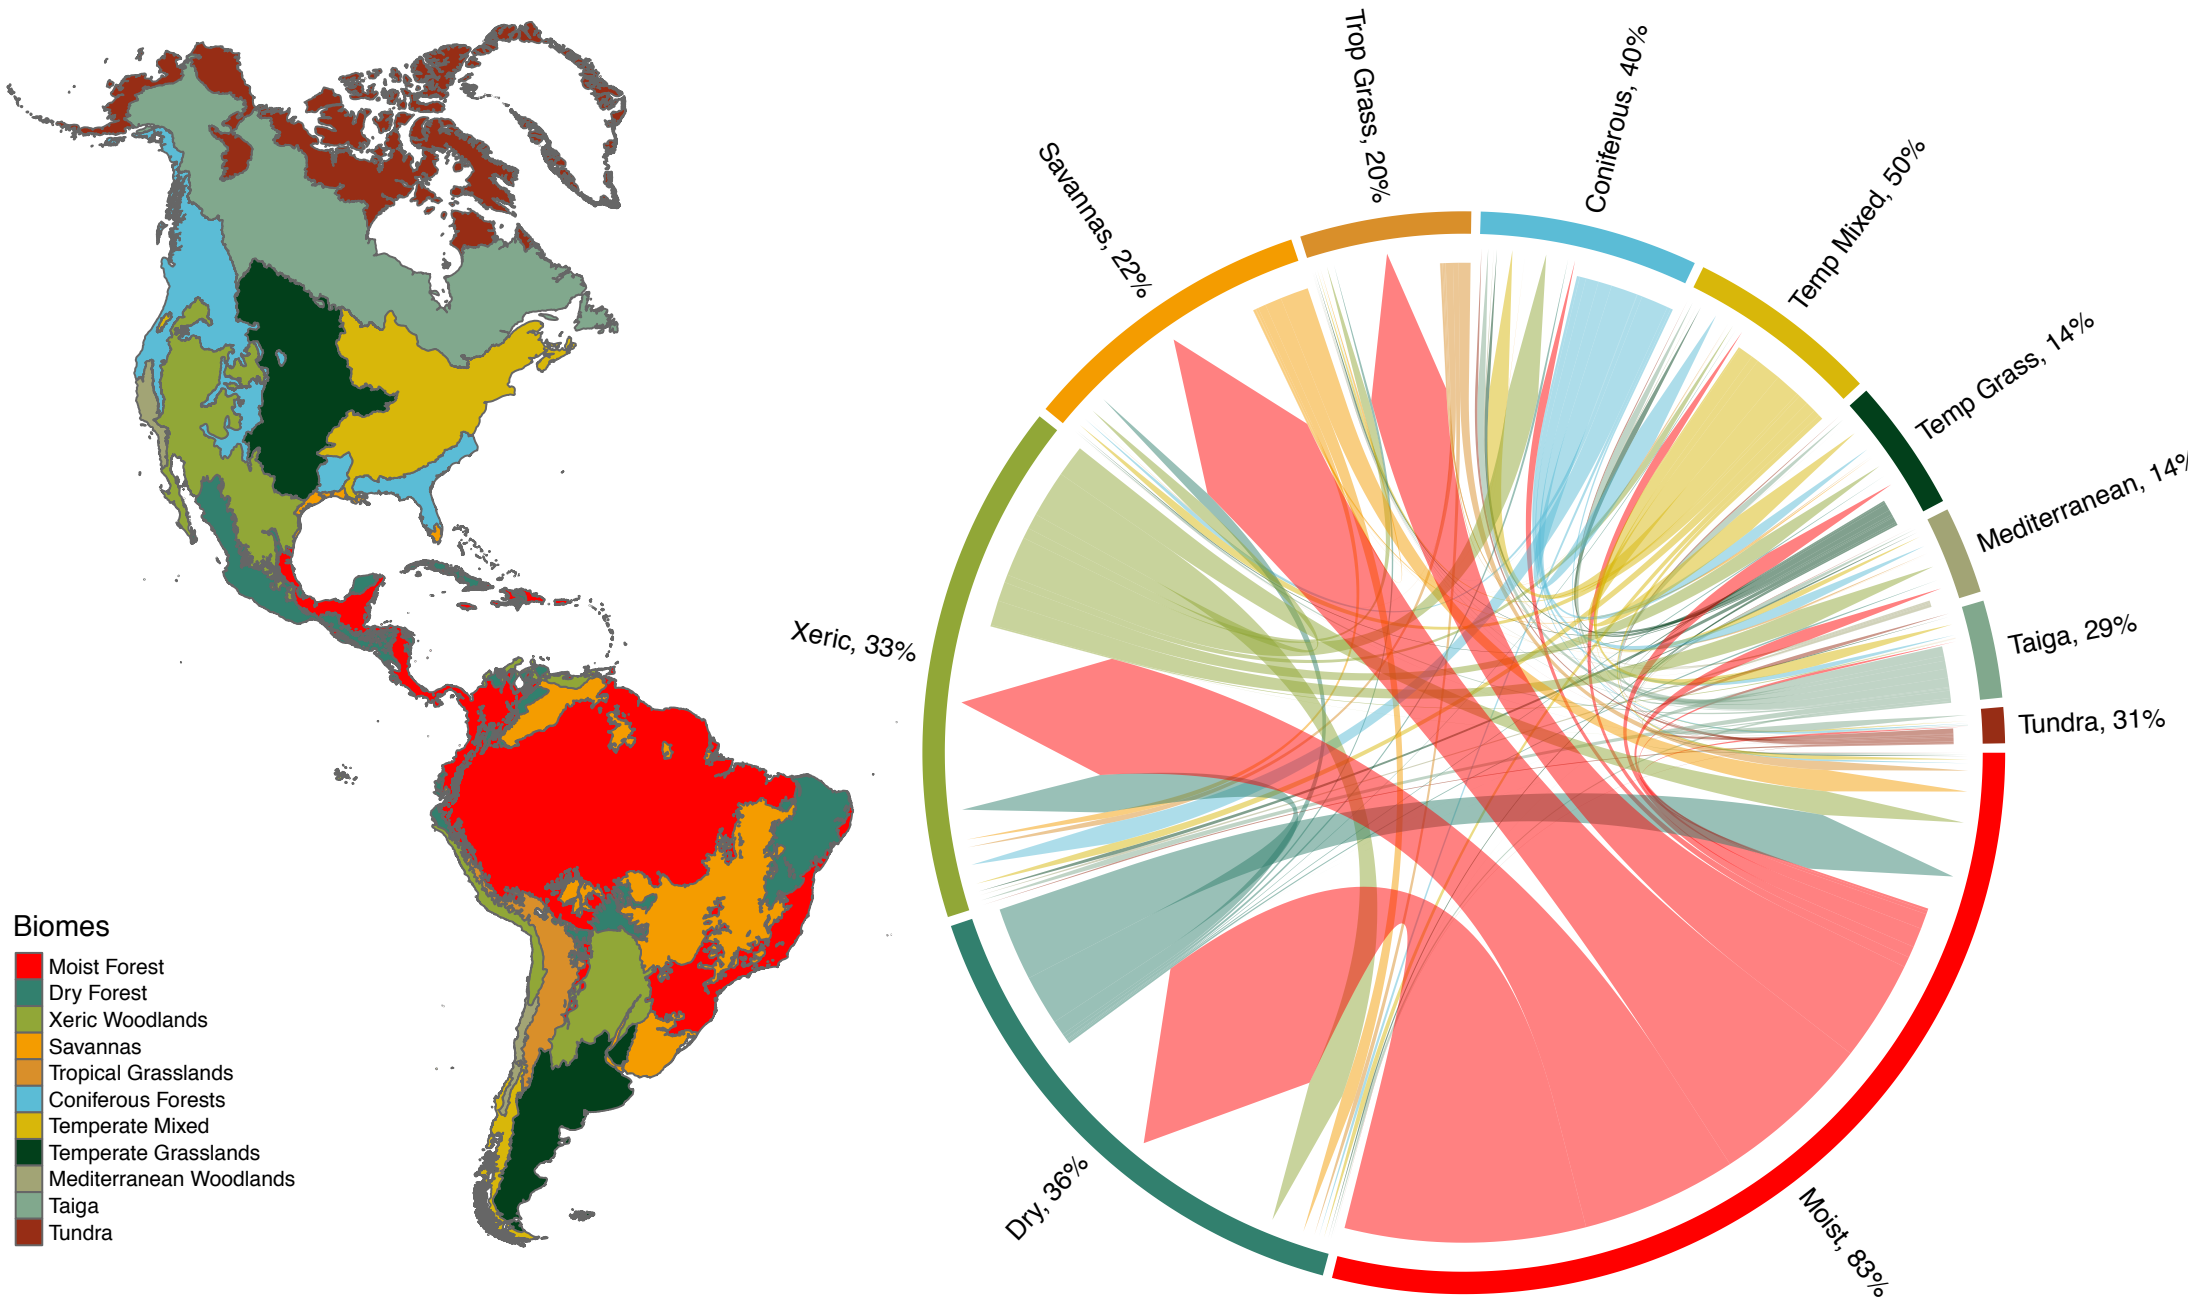 Biomes
Moist Forest
Dry Forest
Xeric Woodlands
Savannas
Tropical Grasslands
Coniferous Forests
Temperate Mixed
Temperate Grasslands
Mediterranean Woodlands
Taiga
Tundra
Xeric, 33%
Savannas, 22%
Trop Grass, 20%
Coniferous, 40%
Temp Mixed, 50%
Temp Grass, 14%
Mediterranean, 14%
Taiga, 29%
Tundra, 31%
Moist, 83%
Dry, 36%